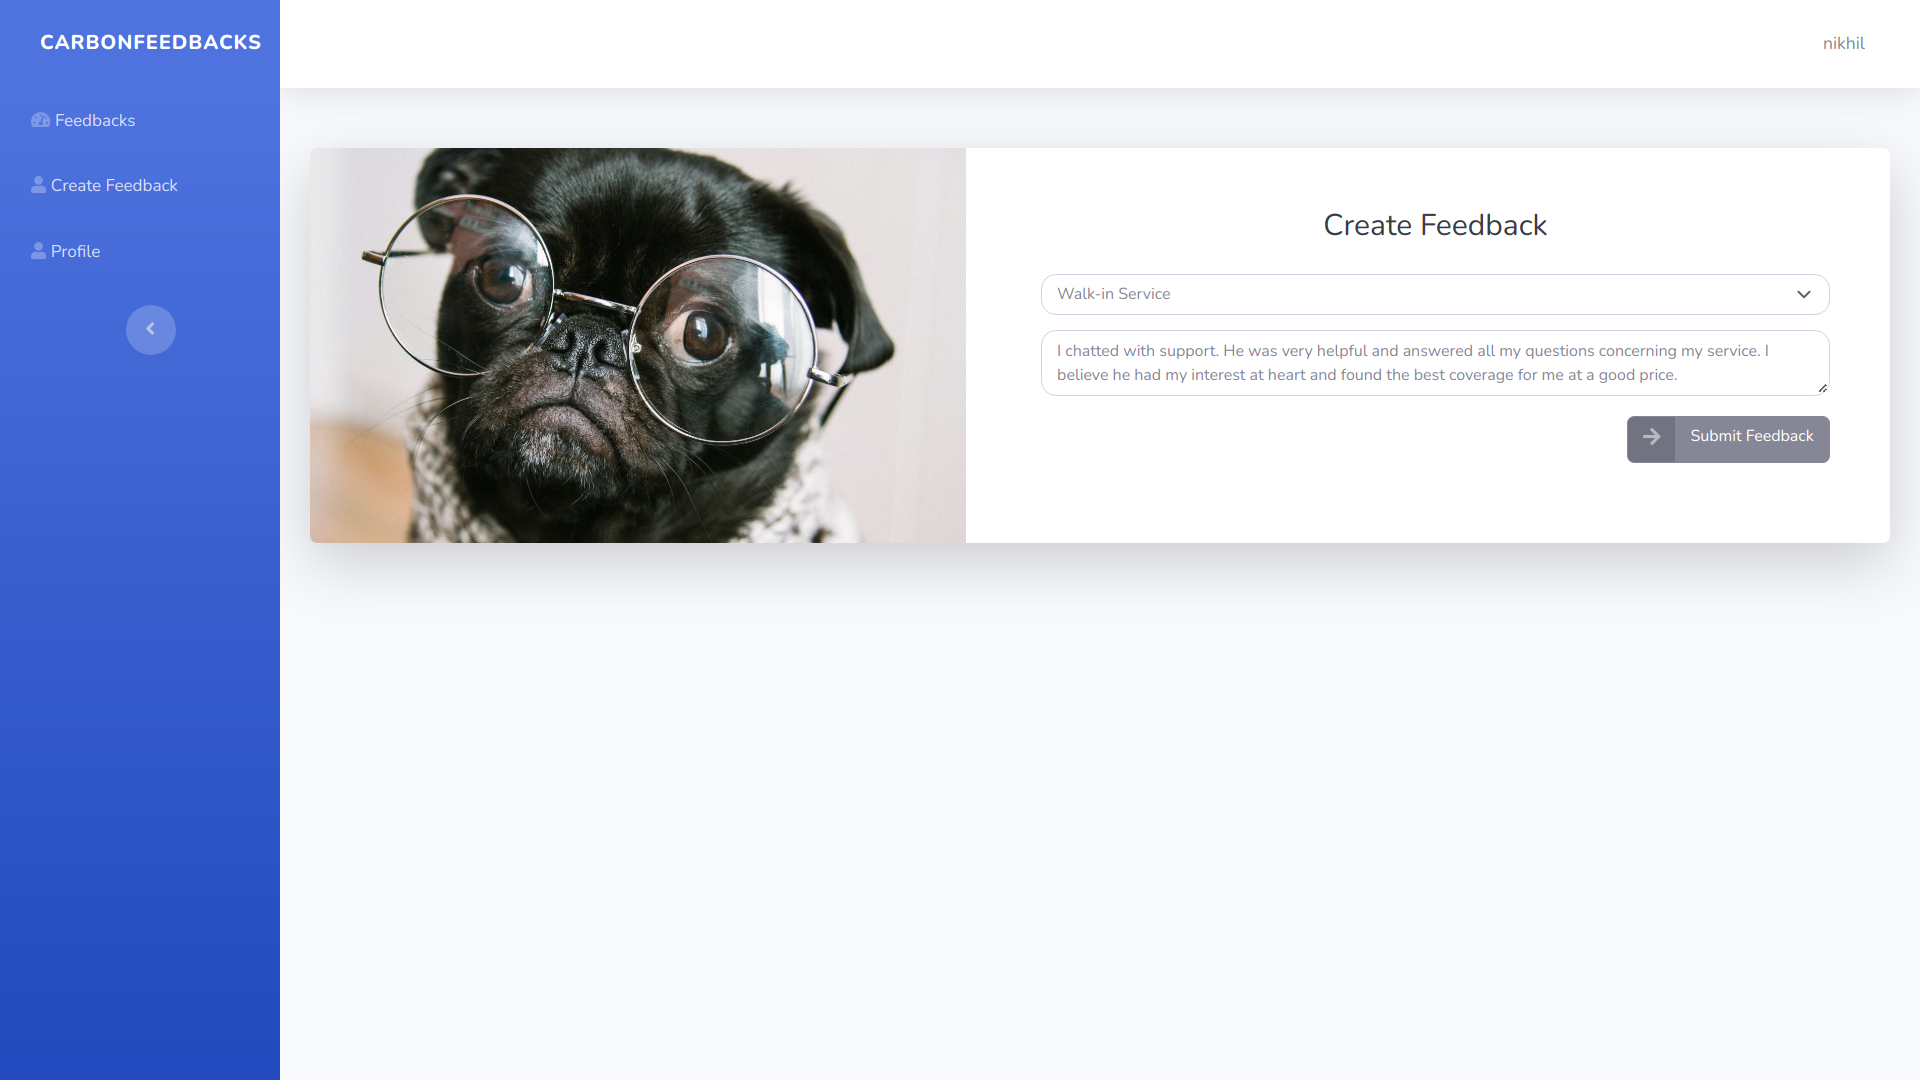 CARBONFEEDBACKS
nikhil
Feedbacks
Create Feedback
Profile
Create Feedback
Walk-in Service
I chatted with support. He was very helpful and answered all my questions concerning my service. I
believe he had my interest at heart and found the best coverage for me at a good price.
Submit Feedback